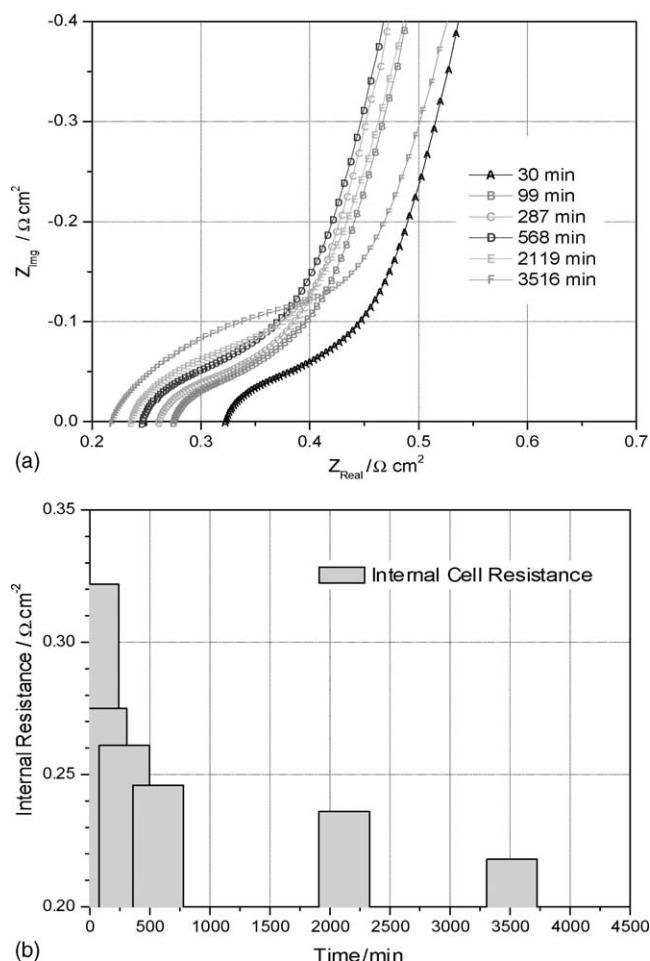 -0.4
-0.3
-0.2
-0.1
0.0
Z_Img / Ω cm²
A 30 min
B 99 min
C 287 min
D 568 min
E 2119 min
F 3516 min
0.2 0.3 0.4 0.5 0.6 0.7
(a)
Z_Real / Ω cm²
0.35
0.30
0.25
0.20
Internal Resistance / Ω.cm⁻²
Internal Cell Resistance
0 500 1000 1500 2000 2500 3000 3500 4000 4500
(b)
Time/min